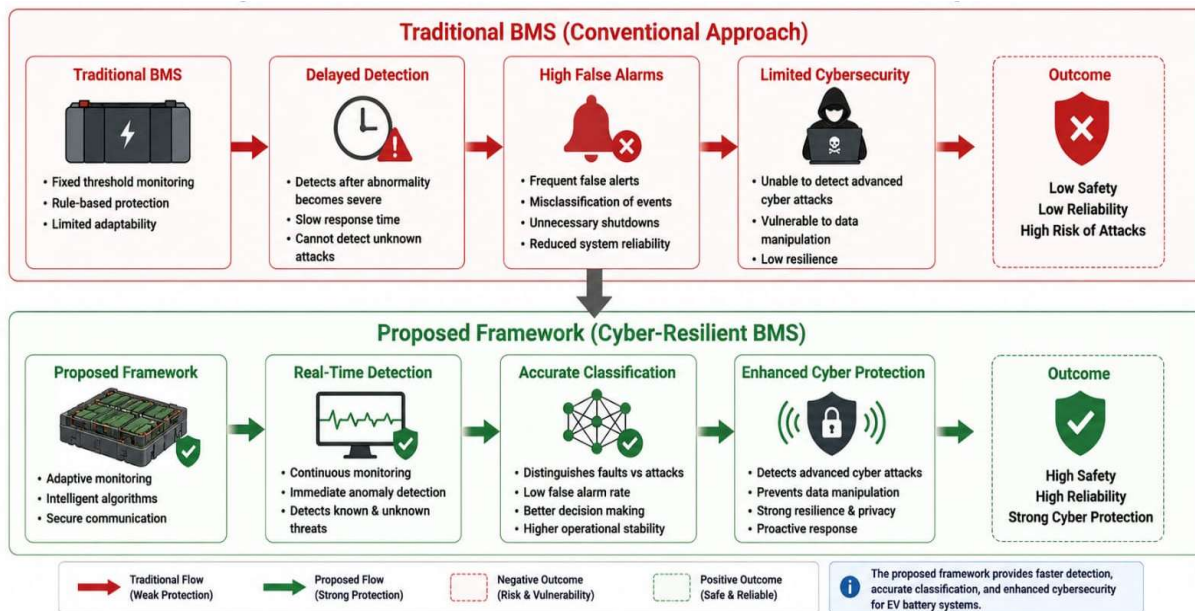 Traditional BMS (Conventional Approach)
Traditional BMS
• Fixed threshold monitoring
• Rule-based protection
• Limited adaptability
Delayed Detection
• Detects after abnormality
becomes severe
• Slow response time
• Cannot detect unknown
attacks
High False Alarms
• Frequent false alerts
• Misclassification of events
• Unnecessary shutdowns
• Reduced system reliability
Limited Cybersecurity
• Unable to detect advanced
cyber attacks
• Vulnerable to data
manipulation
• Low resilience
Outcome
Low Safety
Low Reliability
High Risk of Attacks
Proposed Framework (Cyber-Resilient BMS)
Proposed Framework
• Adaptive monitoring
• Intelligent algorithms
• Secure communication
Real-Time Detection
• Continuous monitoring
• Immediate anomaly detection
• Detects known & unknown
threats
Accurate Classification
• Distinguishes faults vs attacks
• Low false alarm rate
• Better decision making
• Higher operational stability
Enhanced Cyber Protection
• Detects advanced cyber attacks
• Prevents data manipulation
• Strong resilience & privacy
• Proactive response
Outcome
High Safety
High Reliability
Strong Cyber Protection
Traditional Flow
(Weak Protection)
Proposed Flow
(Strong Protection)
Negative Outcome
(Risk & Vulnerability)
Positive Outcome
(Safe & Reliable)
i
The proposed framework provides faster detection,
accurate classification, and enhanced cybersecurity
for EV battery systems.